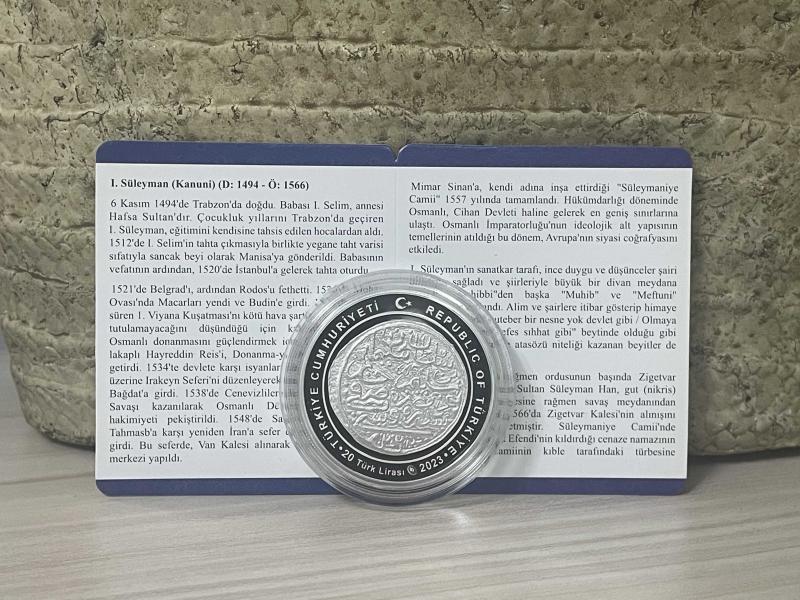 I. Süleyman (Kanuni) (D: 1494 - Ö: 1566)
6 Kasım 1494'de Trabzon'da doğdu. Babası I. Selim, annesi
Hafsa Sultan'dır. Çocukluk yıllarını Trabzon'da geçiren
I. Süleyman, eğitimini kendisine tahsis edilen hocalardan aldı.
1512'de I. Selim'in tahta çıkmasıyla birlikte yegane taht varisi
sıfatıyla sancak beyi olarak Manisa'ya gönderildi. Babasının
vefatının ardından, 1520'de İstanbul'a gelerek tahta oturdu.
1521'de Belgrad'ı, ardından Rodos'u fethetti.
Ovası'nda Macarları yendi ve Budin'e girdi.
süren 1. Viyana Kuşatması'nı kötü hava
tutulamayacağını düşündüğü için
Osmanlı donanmasını güçlendirmek
lakaplı Hayreddin Reis'i,
getirdi. 1534'te devlete karşı
üzerine Irakeyn Seferi'ni düzenleyerek
Bağdat'a girdi. 1538'de
Savaşı kazanılarak Osmanlı
hakimiyeti pekiştirildi. 1548'de
Tahmasb'a karşı yeniden İran'a sefer
girdi. Bu seferde, Van Kalesi alınarak
merkezi yapıldı.
Mimar Sinan'a, kendi adına inşa ettirdiği "Süleymaniye
Camii" 1557 yılında tamamlandı. Hükümdarlığı döneminde
Osmanlı, Cihan Devleti haline gelerek en geniş sınırlarına
ulaştı. Osmanlı İmparatorluğu'nun ideolojik alt yapısının
temellerinin atıldığı bu dönem, Avrupa'nın siyasi coğrafyasını
etkiledi.
I. Süleyman'ın sanatkar tarafı, ince duygu ve düşünceler şairi
sağladı ve şiirleriyle büyük bir divan meydana
başka "Muhib" ve "Meftuni"
Alim ve şairlere itibar gösterip himaye
bir nesne yok devlet gibi / Olmaya
sıhhat gibi" beytinde olduğu gibi
atasözü niteliği kazanan beyitler de
ordusunun başında Zigetvar
Sultan Süleyman Han, gut (nikris)
rağmen savaş meydanından
Zigetvar Kalesi'nin alınışını
Süleymaniye Camii'nde
Efendi'nin kıldırdığı cenaze namazının
kıble tarafındaki türbesine
TÜRKİYE CUMHURİYETİ
REPUBLIC OF TÜRKİYE
20 Türk Lirası 2023